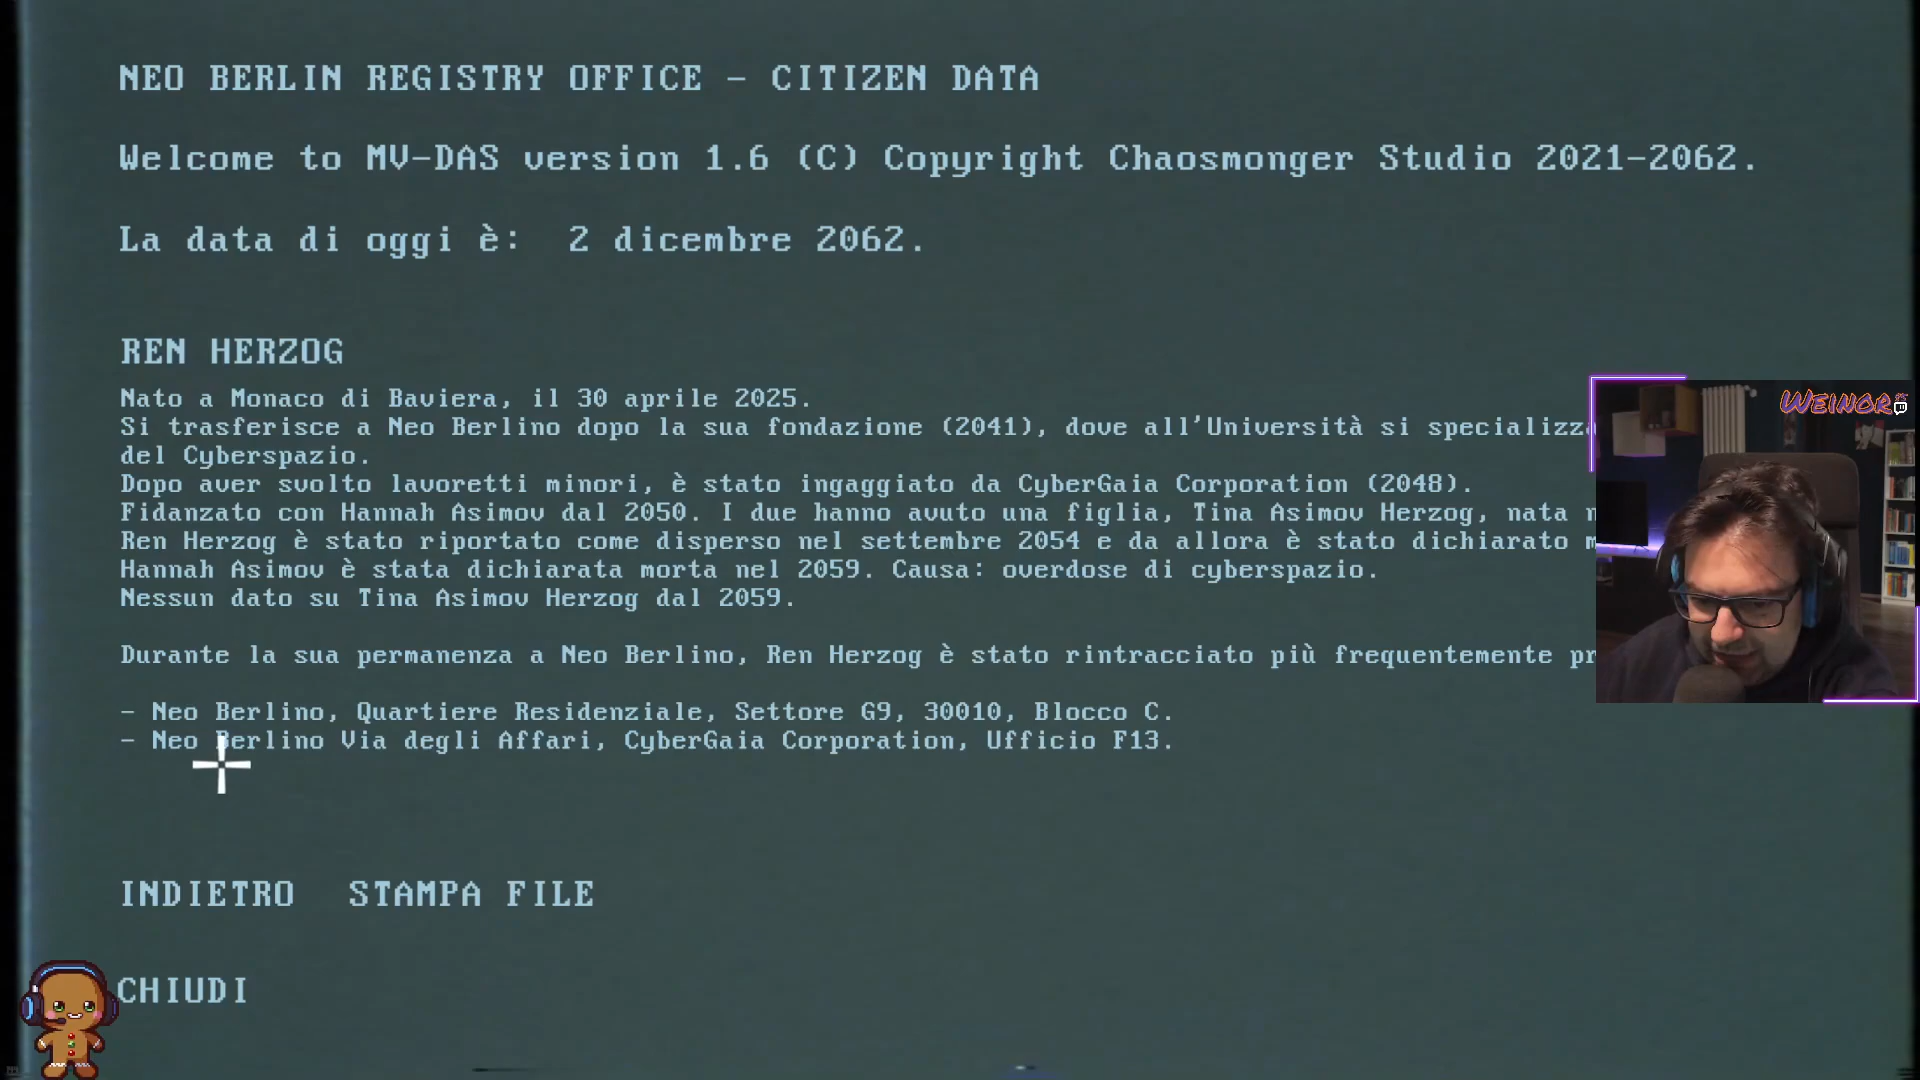 NEO BERLIN REGISTRY OFFICE - CITIZEN DATA
Welcome to MV-DAS version 1.6 (C) Copyright Chaosmonger Studio 2021-2062.
La data di oggi è: 2 dicembre 2062.
REN HERZOG
Nato a Monaco di Baviera, il 30 aprile 2025.
Si trasferisce a Neo Berlino dopo la sua fondazione (2041), dove all'Università si specializza
del Cyberspazio.
Dopo aver svolto lavoretti minori, è stato ingaggiato da CyberGaia Corporation (2048).
Fidanzato con Hannah Asimov dal 2050. I due hanno avuto una figlia, Tina Asimov Herzog, nata
Ren Herzog è stato riportato come disperso nel settembre 2054 e da allora è stato dichiarato
Hannah Asimov è stata dichiarata morta nel 2059. Causa: overdose di cyberspazio.
Nessun dato su Tina Asimov Herzog dal 2059.
Durante la sua permanenza a Neo Berlino, Ren Herzog è stato rintracciato più frequentemente
- Neo Berlino, Quartiere Residenziale, Settore G9, 30010, Blocco C.
- Neo Berlino Via degli Affari, CyberGaia Corporation, Ufficio F13.
INDIETRO STAMPA FILE
CHIUDI
WEINOR